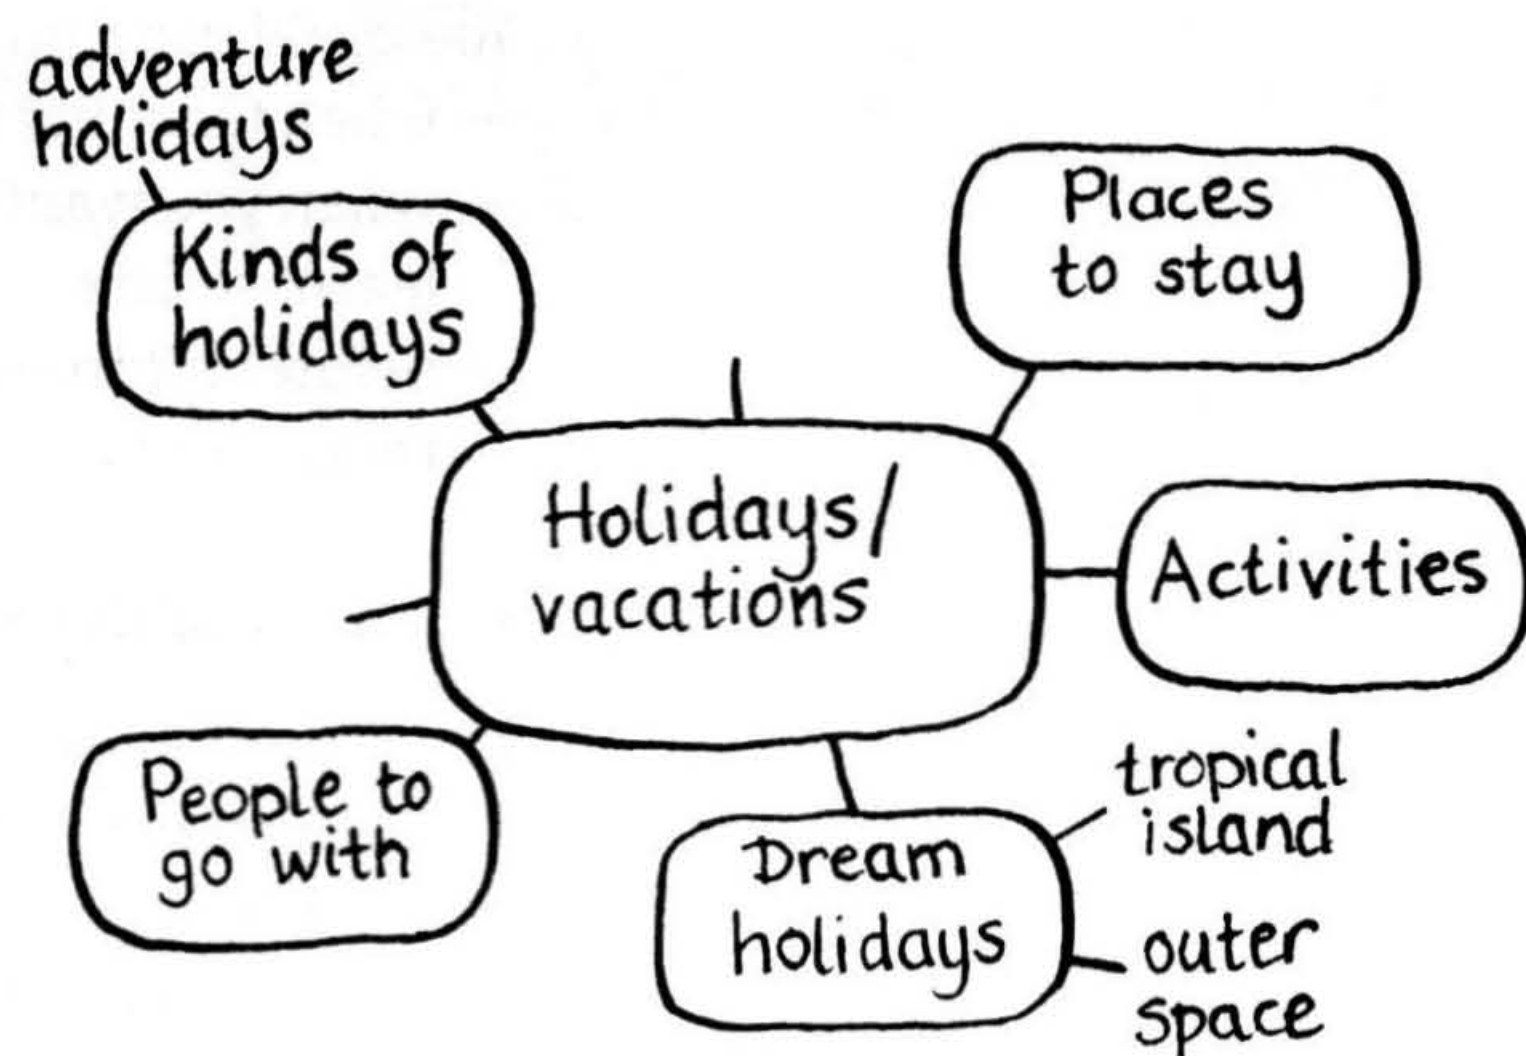 adventure
holidays
Kinds of
holidays
Places
to stay
Holidays/
vacations
Activities
People to
go with
Dream
holidays
tropical
island
outer
space